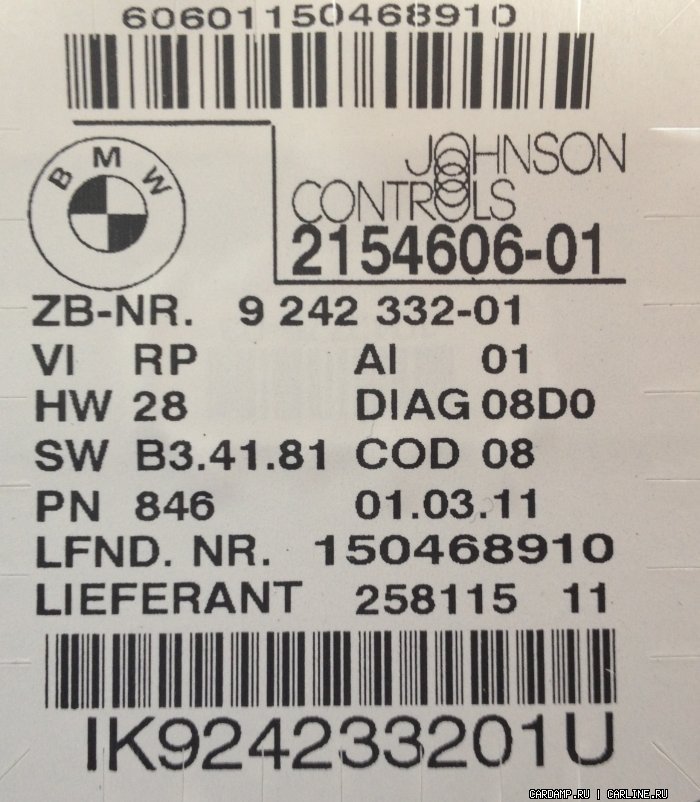 60601150468910
BMW
JOHNSON
CONTROLS
2154606-01
ZB-NR. 9 242 332-01
VI RP AI 01
HW 28 DIAG 08D0
SW B3.41.81 COD 08
PN 846 01.03.11
LFND. NR. 150468910
LIEFERANT 258115 11
IK924233201U
CARDAMP.RU | CARLINE.RU